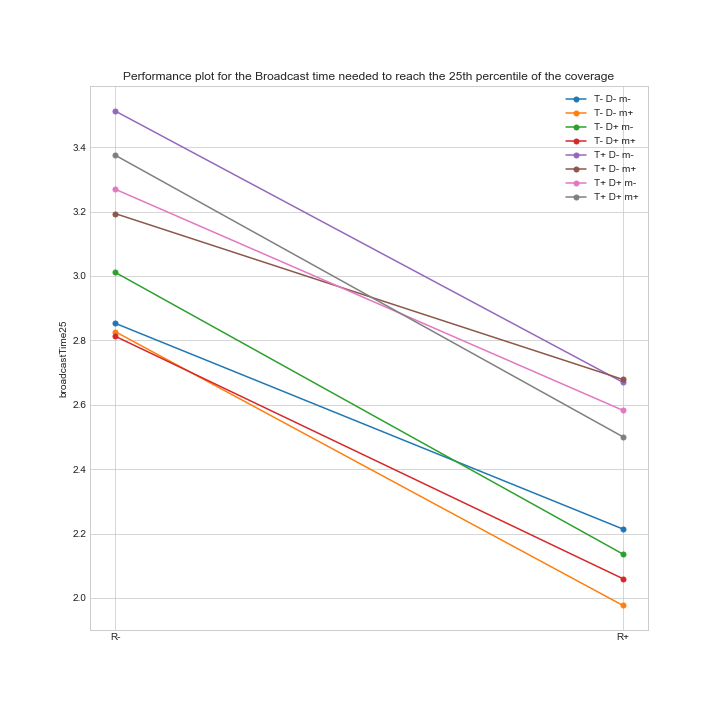 Performance plot for the Broadcast time needed to reach the 25th percentile of the coverage
T- D- m-
T- D- m+
T- D+ m-
T- D+ m+
T+ D- m-
T+ D- m+
T+ D+ m-
T+ D+ m+
3.4
3.2
3.0
2.8
2.6
2.4
2.2
2.0
broadcastTime25
R-
R+